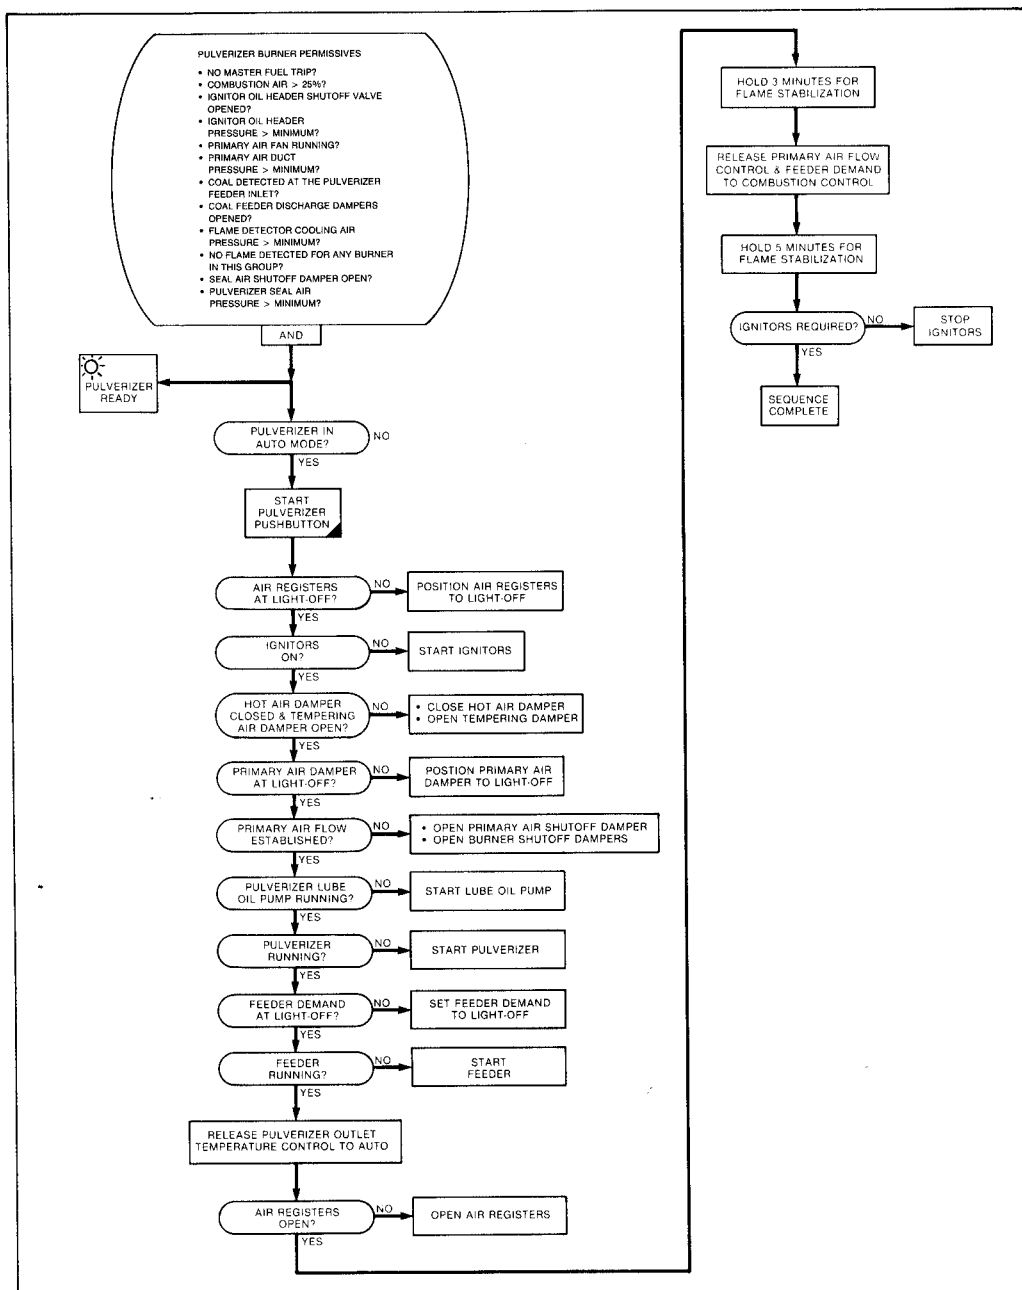 PULVERIZER BURNER PERMISSIVES
• NO MASTER FUEL TRIP?
• COMBUSTION AIR > 25%?
• IGNITOR OIL HEADER SHUTOFF VALVE
OPENED?
• IGNITOR OIL HEADER
PRESSURE > MINIMUM?
• PRIMARY AIR FAN RUNNING?
• PRIMARY AIR DUCT
PRESSURE > MINIMUM?
• COAL DETECTED AT THE PULVERIZER
FEEDER INLET?
• COAL FEEDER DISCHARGE DAMPERS
OPENED?
• FLAME DETECTOR COOLING AIR
PRESSURE > MINIMUM?
• NO FLAME DETECTED FOR ANY BURNER
IN THIS GROUP?
• SEAL AIR SHUTOFF DAMPER OPEN?
• PULVERIZER SEAL AIR
PRESSURE > MINIMUM?
AND
PULVERIZER
READY
PULVERIZER IN
AUTO MODE?
NO
YES
START
PULVERIZER
PUSHBUTTON
AIR REGISTERS
AT LIGHT-OFF?
NO
POSITION AIR REGISTERS
TO LIGHT-OFF
YES
IGNITORS
ON?
NO
START IGNITORS
YES
HOT AIR DAMPER
CLOSED & TEMPERING
AIR DAMPER OPEN?
NO
• CLOSE HOT AIR DAMPER
• OPEN TEMPERING DAMPER
YES
PRIMARY AIR DAMPER
AT LIGHT-OFF?
NO
POSTION PRIMARY AIR
DAMPER TO LIGHT-OFF
YES
PRIMARY AIR FLOW
ESTABLISHED?
NO
• OPEN PRIMARY AIR SHUTOFF DAMPER
• OPEN BURNER SHUTOFF DAMPERS
YES
PULVERIZER LUBE
OIL PUMP RUNNING?
NO
START LUBE OIL PUMP
YES
PULVERIZER
RUNNING?
NO
START PULVERIZER
YES
FEEDER DEMAND
AT LIGHT-OFF?
NO
SET FEEDER DEMAND
TO LIGHT-OFF
YES
FEEDER
RUNNING?
NO
START
FEEDER
YES
RELEASE PULVERIZER OUTLET
TEMPERATURE CONTROL TO AUTO
AIR REGISTERS
OPEN?
NO
OPEN AIR REGISTERS
YES
HOLD 3 MINUTES FOR
FLAME STABILIZATION
RELEASE PRIMARY AIR FLOW
CONTROL & FEEDER DEMAND
TO COMBUSTION CONTROL
HOLD 5 MINUTES FOR
FLAME STABILIZATION
IGNITORS REQUIRED?
NO
STOP
IGNITORS
YES
SEQUENCE
COMPLETE